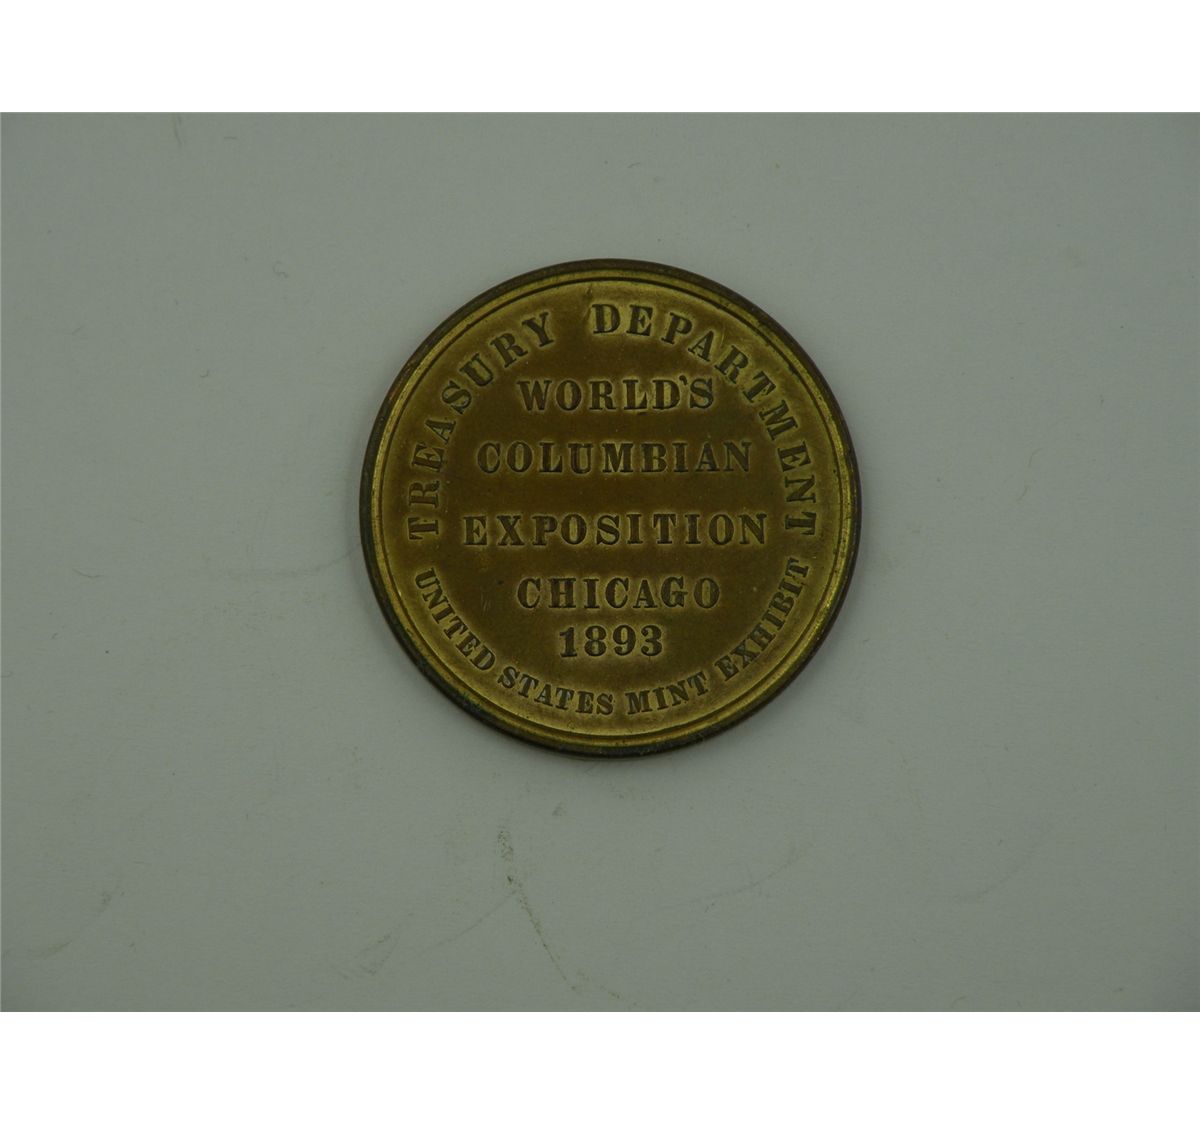 TREASURY DEPARTMENT
WORLD'S
COLUMBIAN
EXPOSITION
CHICAGO
1893
UNITED STATES MINT EXHIBIT